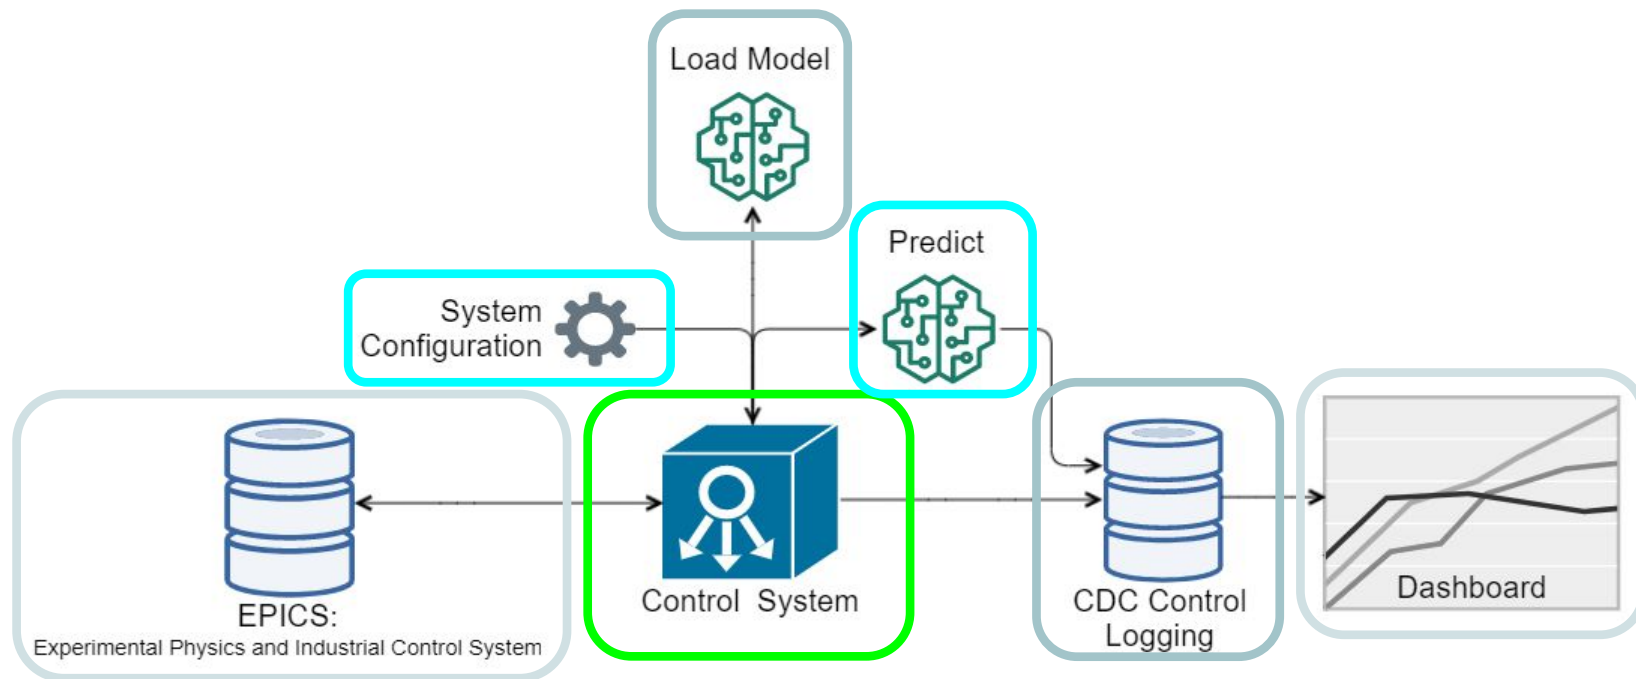 Load Model
Predict
System
Configuration
EPICS:
Experimental Physics and Industrial Control System
Control System
CDC Control
Logging
Dashboard